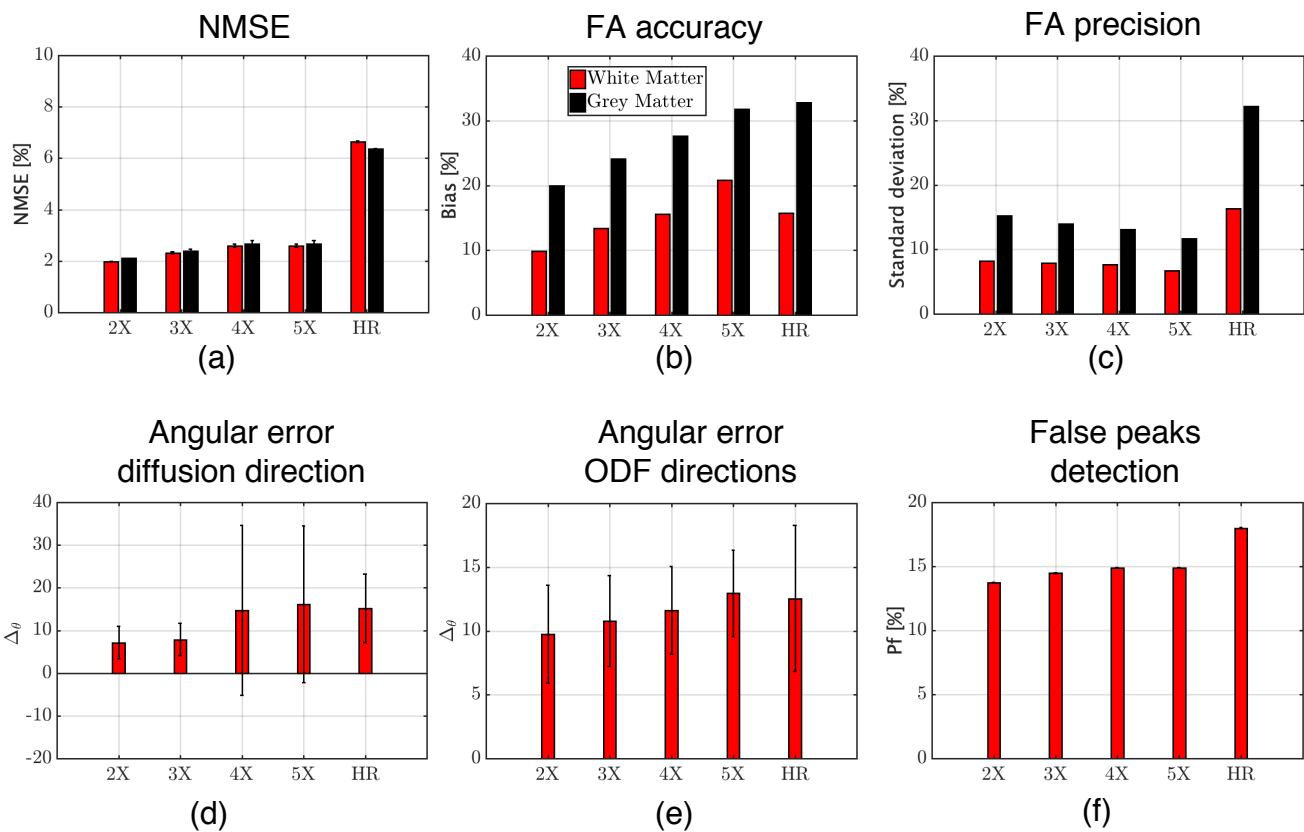 NMSE
FA accuracy
FA precision
10
8
6
4
2
0
NMSE [%]
2X
3X
4X
5X
HR
(a)
40
30
20
10
0
Bias [%]
White Matter
Grey Matter
2X
3X
4X
5X
HR
(b)
40
30
20
10
0
Standard deviation [%]
2X
3X
4X
5X
HR
(c)
Angular error
diffusion direction
Angular error
ODF directions
False peaks
detection
40
30
20
10
0
-10
-20
Δθ
2X
3X
4X
5X
HR
(d)
20
15
10
5
0
Δθ
2X
3X
4X
5X
HR
(e)
20
15
10
5
0
Pf [%]
2X
3X
4X
5X
HR
(f)